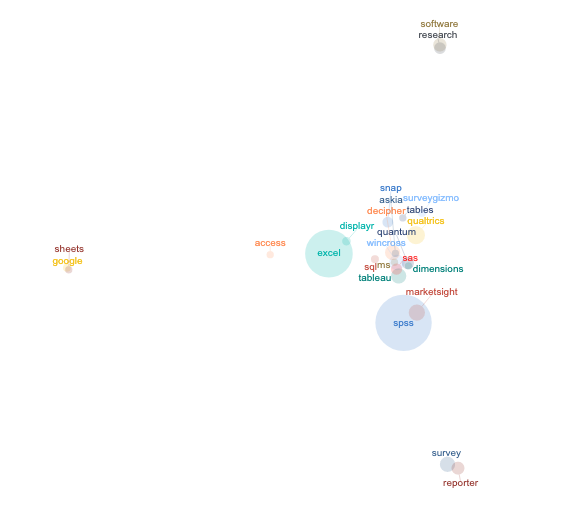 software
research
snap
askia
surveygizmo
decipher
tables
qualtrics
displayr
quantum
access
wincross
sheets
excel
google
sql
ms
sas
dimensions
tableau
marketsight
spss
survey
reporter